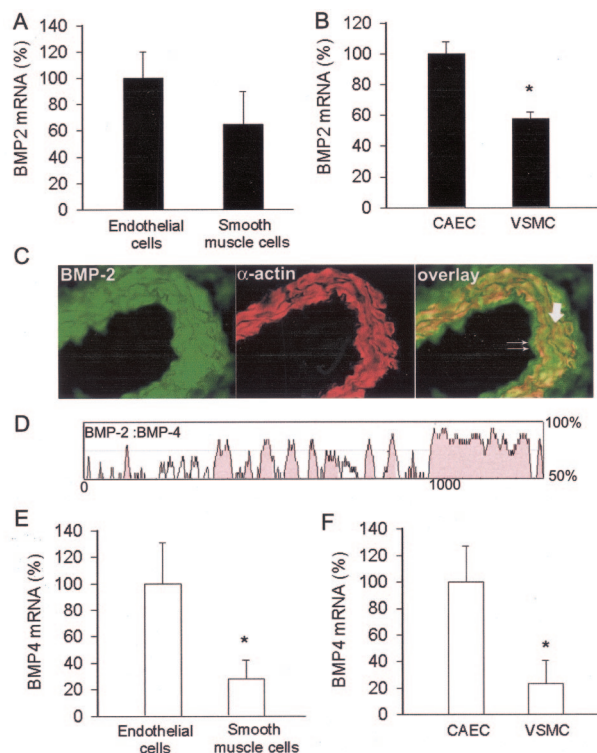 A
BMP2 mRNA (%)
140
120
100
80
60
40
20
0
Endothelial
cells
Smooth
muscle cells
B
BMP2 mRNA (%)
120
100
80
60
40
20
0
*
CAEC
VSMC
C
BMP-2
α-actin
overlay
D
BMP-2 :BMP-4
100%
50%
0
1000
E
BMP4 mRNA (%)
140
120
100
80
60
40
20
0
*
Endothelial
cells
Smooth
muscle cells
F
BMP4 mRNA (%)
140
120
100
80
60
40
20
0
*
CAEC
VSMC